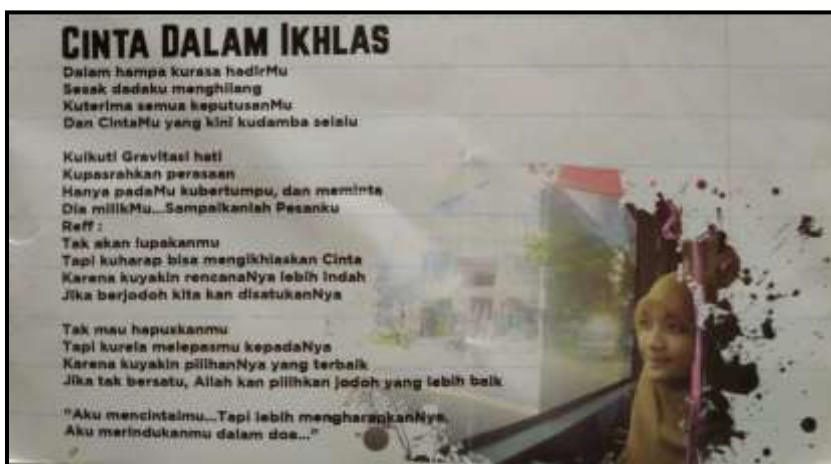 CINTA DALAM IKHLAS
Dalam hampa kurasa hadirMu
Sesak dadaku menghilang
Kuterima semua keputusanMu
Dan CintaMu yang kini kudamba selalu
Kuikuti Gravitasi hati
Kupasrahkan perasaan
Hanya padaMu kubertumpu, dan meminta
Dia milikMu...Sampaikanlah Pesanku
Reff :
Tak akan lupakanmu
Tapi kuharap bisa mengikhlaskan Cinta
Karena kuyakin rencanaNya lebih indah
Jika berjodoh kita kan disatukanNya
Tak mau hapuskanmu
Tapi kurela melepasmu kepadaNya
Karena kuyakin pilihanNya yang terbaik
Jika tak bersatu, Allah kan pilihkan jodoh yang lebih baik
"Aku mencintaimu...Tapi lebih mengharapkanNya.
Aku merindukanmu dalam doa..."